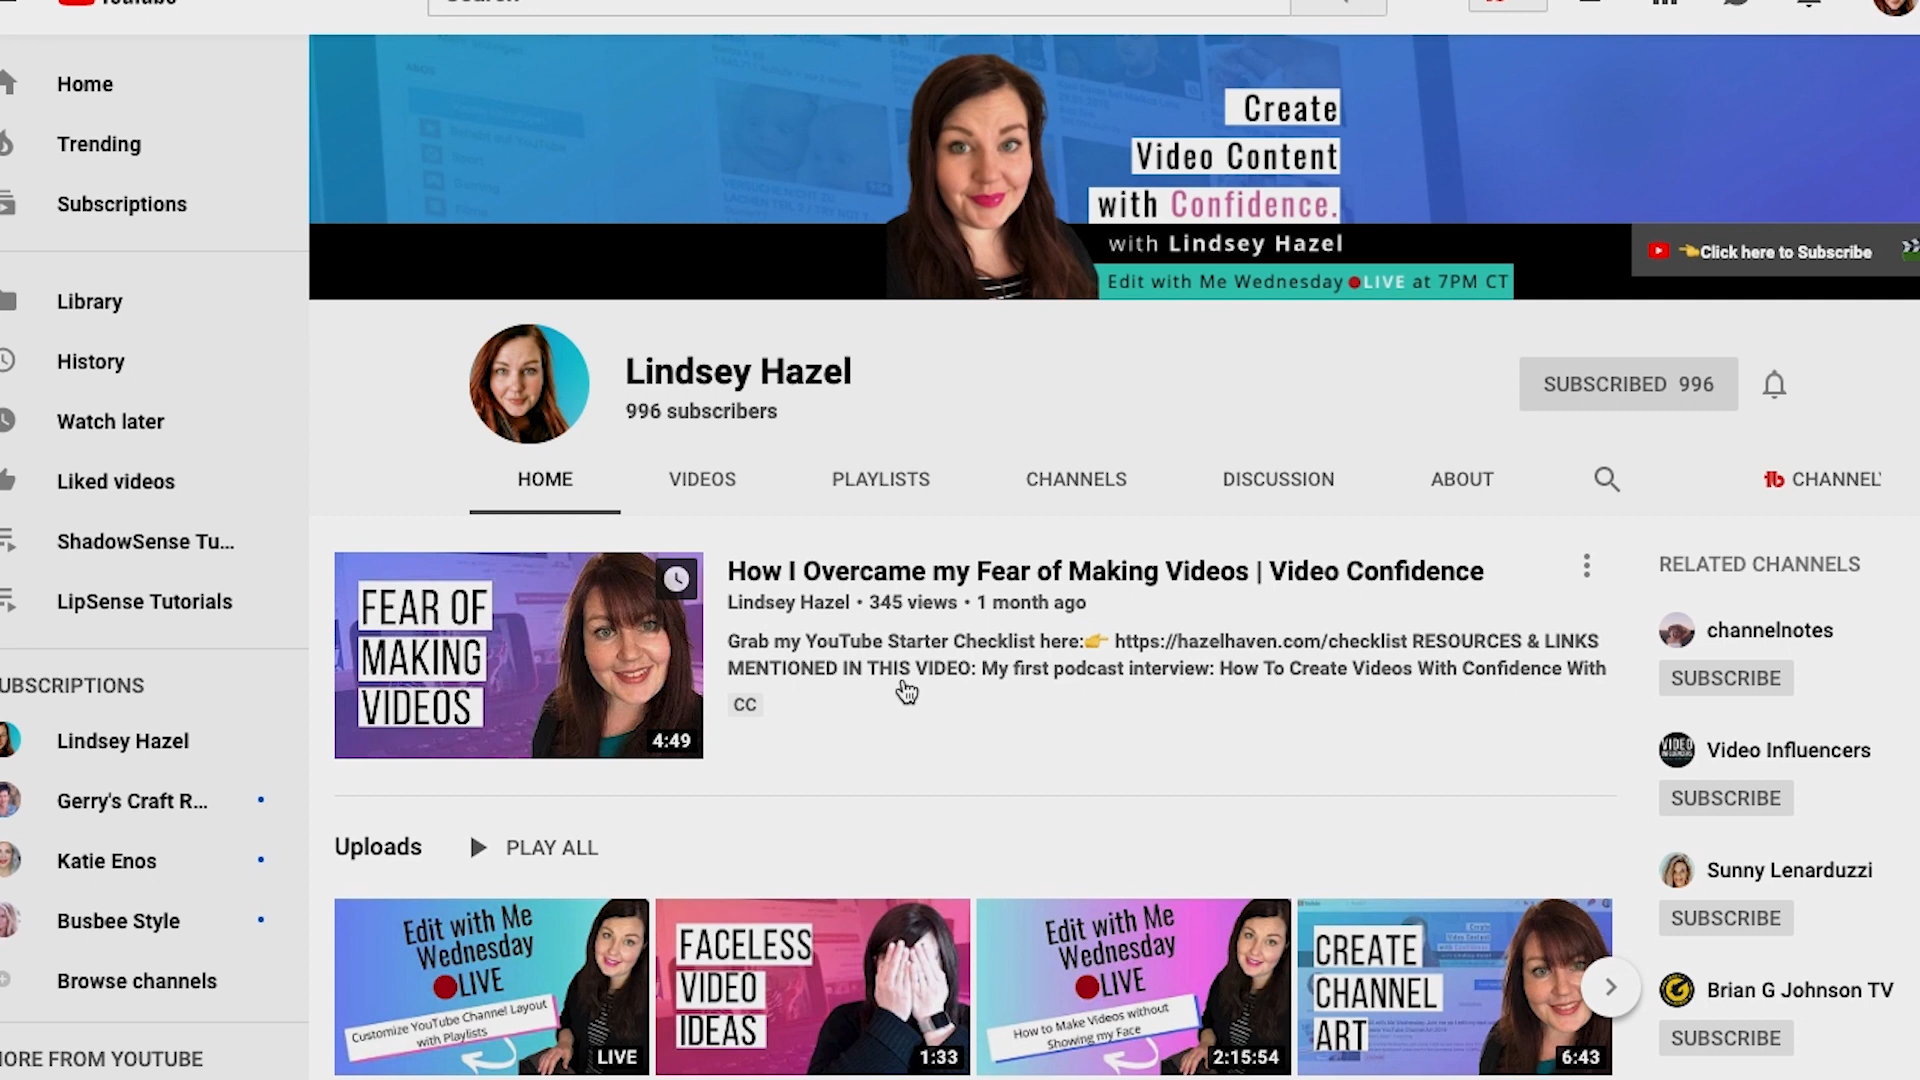 YouTube
Search
Home
Trending
Subscriptions
Library
History
Watch later
Liked videos
ShadowSense Tu...
LipSense Tutorials
UBSCRIPTIONS
Lindsey Hazel
Gerry's Craft R...
Katie Enos
Busbee Style
Browse channels
MORE FROM YOUTUBE
Create
Video Content
with Confidence.
with Lindsey Hazel
Edit with Me Wednesday LIVE at 7PM CT
Click here to Subscribe
Lindsey Hazel
996 subscribers
SUBSCRIBED 996
HOME VIDEOS PLAYLISTS CHANNELS DISCUSSION ABOUT
CHANNEL
FEAR OF
MAKING
VIDEOS
4:49
How I Overcame my Fear of Making Videos | Video Confidence
Lindsey Hazel • 345 views • 1 month ago
Grab my YouTube Starter Checklist here:👉 https://hazelhaven.com/checklist RESOURCES & LINKS
MENTIONED IN THIS VIDEO: My first podcast interview: How To Create Videos With Confidence With
CC
Uploads PLAY ALL
Edit with Me
Wednesday
LIVE
Customize YouTube Channel Layout
with Playlists
LIVE
FACELESS
VIDEO
IDEAS
1:33
Edit with Me
Wednesday
LIVE
How to Make Videos without
Showing my Face
2:15:54
CREATE
CHANNEL
ART
6:43
RELATED CHANNELS
channelnotes
SUBSCRIBE
Video Influencers
SUBSCRIBE
Sunny Lenarduzzi
SUBSCRIBE
Brian G Johnson TV
SUBSCRIBE